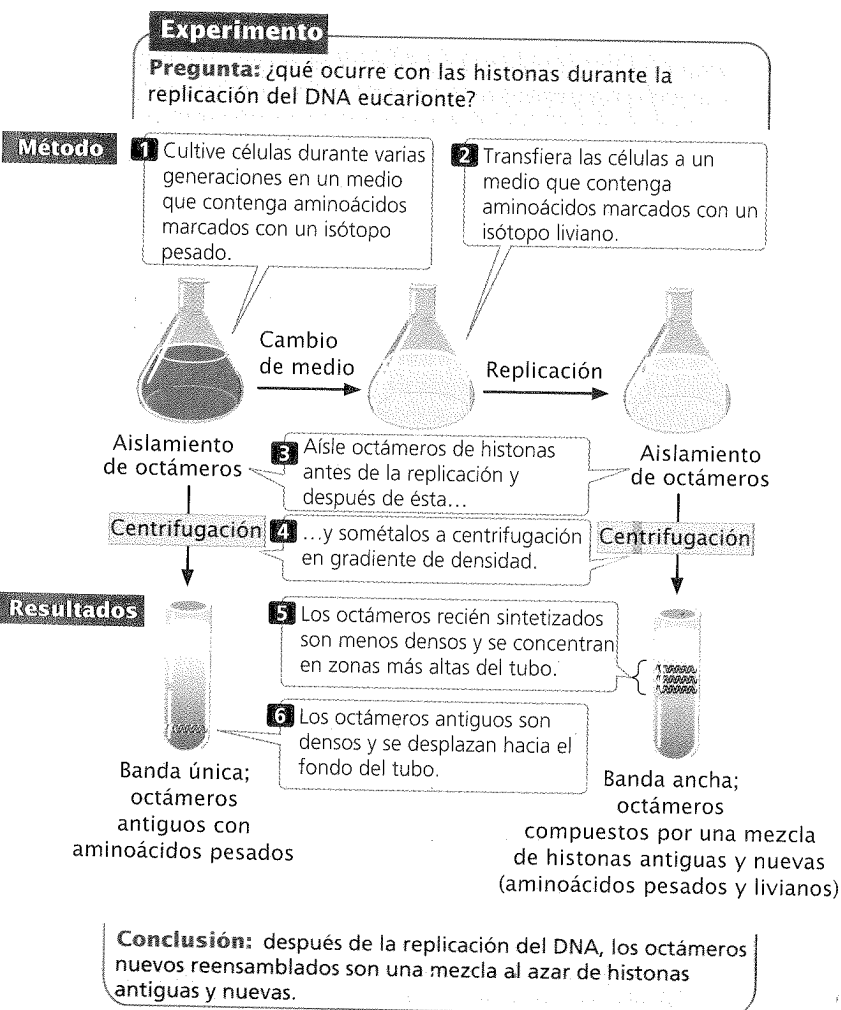 Experimento
Pregunta: ¿qué ocurre con las histonas durante la
replicación del DNA eucarionte?
Método
1 Cultive células durante varias
generaciones en un medio
que contenga aminoácidos
marcados con un isótopo
pesado.
2 Transfiera las células a un
medio que contenga
aminoácidos marcados con un
isótopo liviano.
Cambio
de medio
Replicación
Aislamiento
de octámeros
3 Aísle octámeros de histonas
antes de la replicación y
después de ésta...
Aislamiento
de octámeros
Centrifugación
4 ...y sométalos a centrifugación
en gradiente de densidad.
Centrifugación
Resultados
5 Los octámeros recién sintetizados
son menos densos y se concentran
en zonas más altas del tubo.
6 Los octámeros antiguos son
densos y se desplazan hacia el
fondo del tubo.
Banda única;
octámeros
antiguos con
aminoácidos pesados
Banda ancha;
octámeros
compuestos por una mezcla
de histonas antiguas y nuevas
(aminoácidos pesados y livianos)
Conclusión: después de la replicación del DNA, los octámeros
nuevos reensamblados son una mezcla al azar de histonas
antiguas y nuevas.